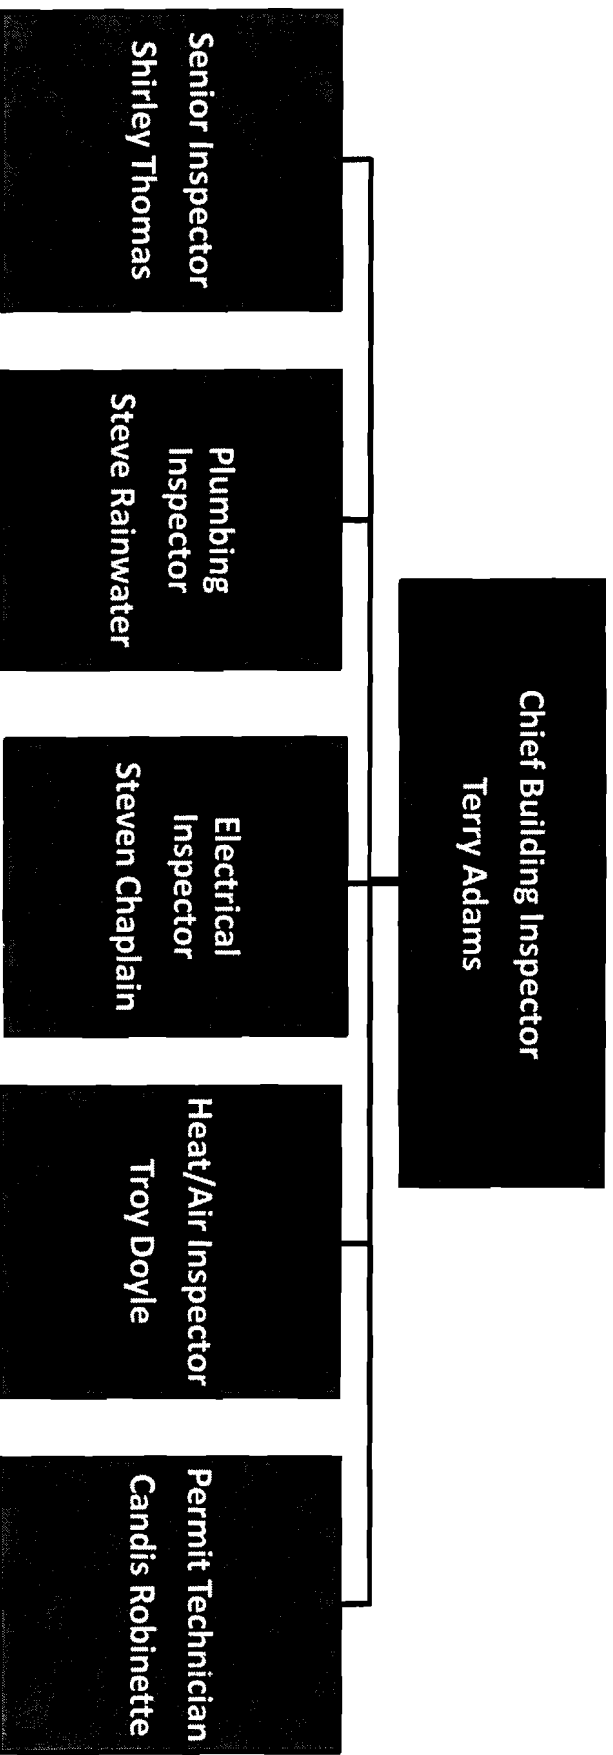 Chief Building Inspector
Terry Adams
Senior Inspector
Shirley Thomas
Plumbing
Inspector
Steve Rainwater
Electrical
Inspector
Steven Chaplain
Heat/Air Inspector
Troy Doyle
Permit Technician
Candis Robinette